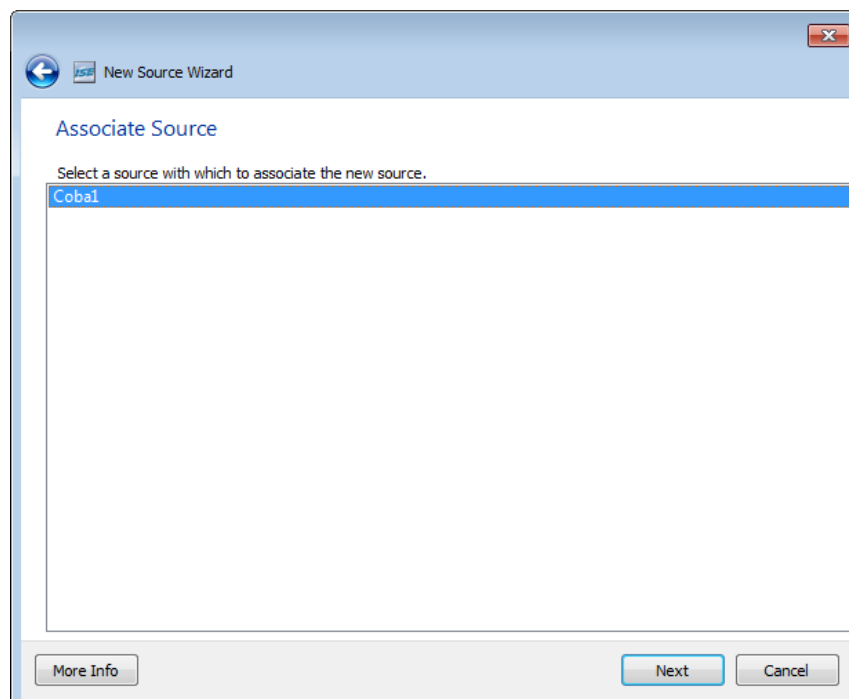 ISE New Source Wizard
Associate Source
Select a source with which to associate the new source.
Coba1
More Info Next Cancel